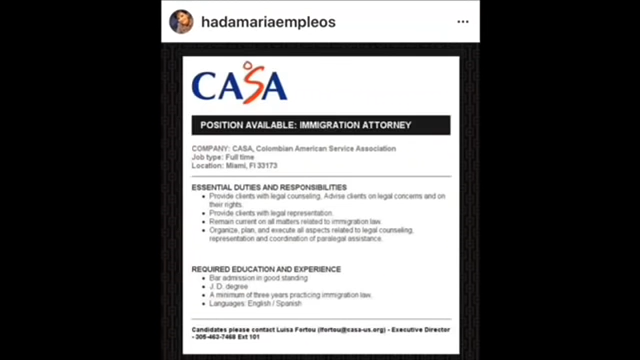 hadamariaempleos
CASA
POSITION AVAILABLE: IMMIGRATION ATTORNEY
COMPANY: CASA, Colombian American Service Association
Job type: Full time
Location: Miami, Fl 33173
ESSENTIAL DUTIES AND RESPONSIBILITIES
• Provide clients with legal counseling, Advise clients on legal concerns and on
their rights.
• Provide clients with legal representation.
• Remain current on all matters related to immigration law.
• Organize, plan, and execute all aspects related to legal counseling,
representation and coordination of paralegal assistance.
REQUIRED EDUCATION AND EXPERIENCE
• Bar admission in good standing
• J. D. degree
• A minimum of three years practicing immigration law.
• Languages: English / Spanish
Candidates please contact Luisa Fertou (lfortou@casa-us.org) - Executive Director
- 305-463-7468 Ext 101